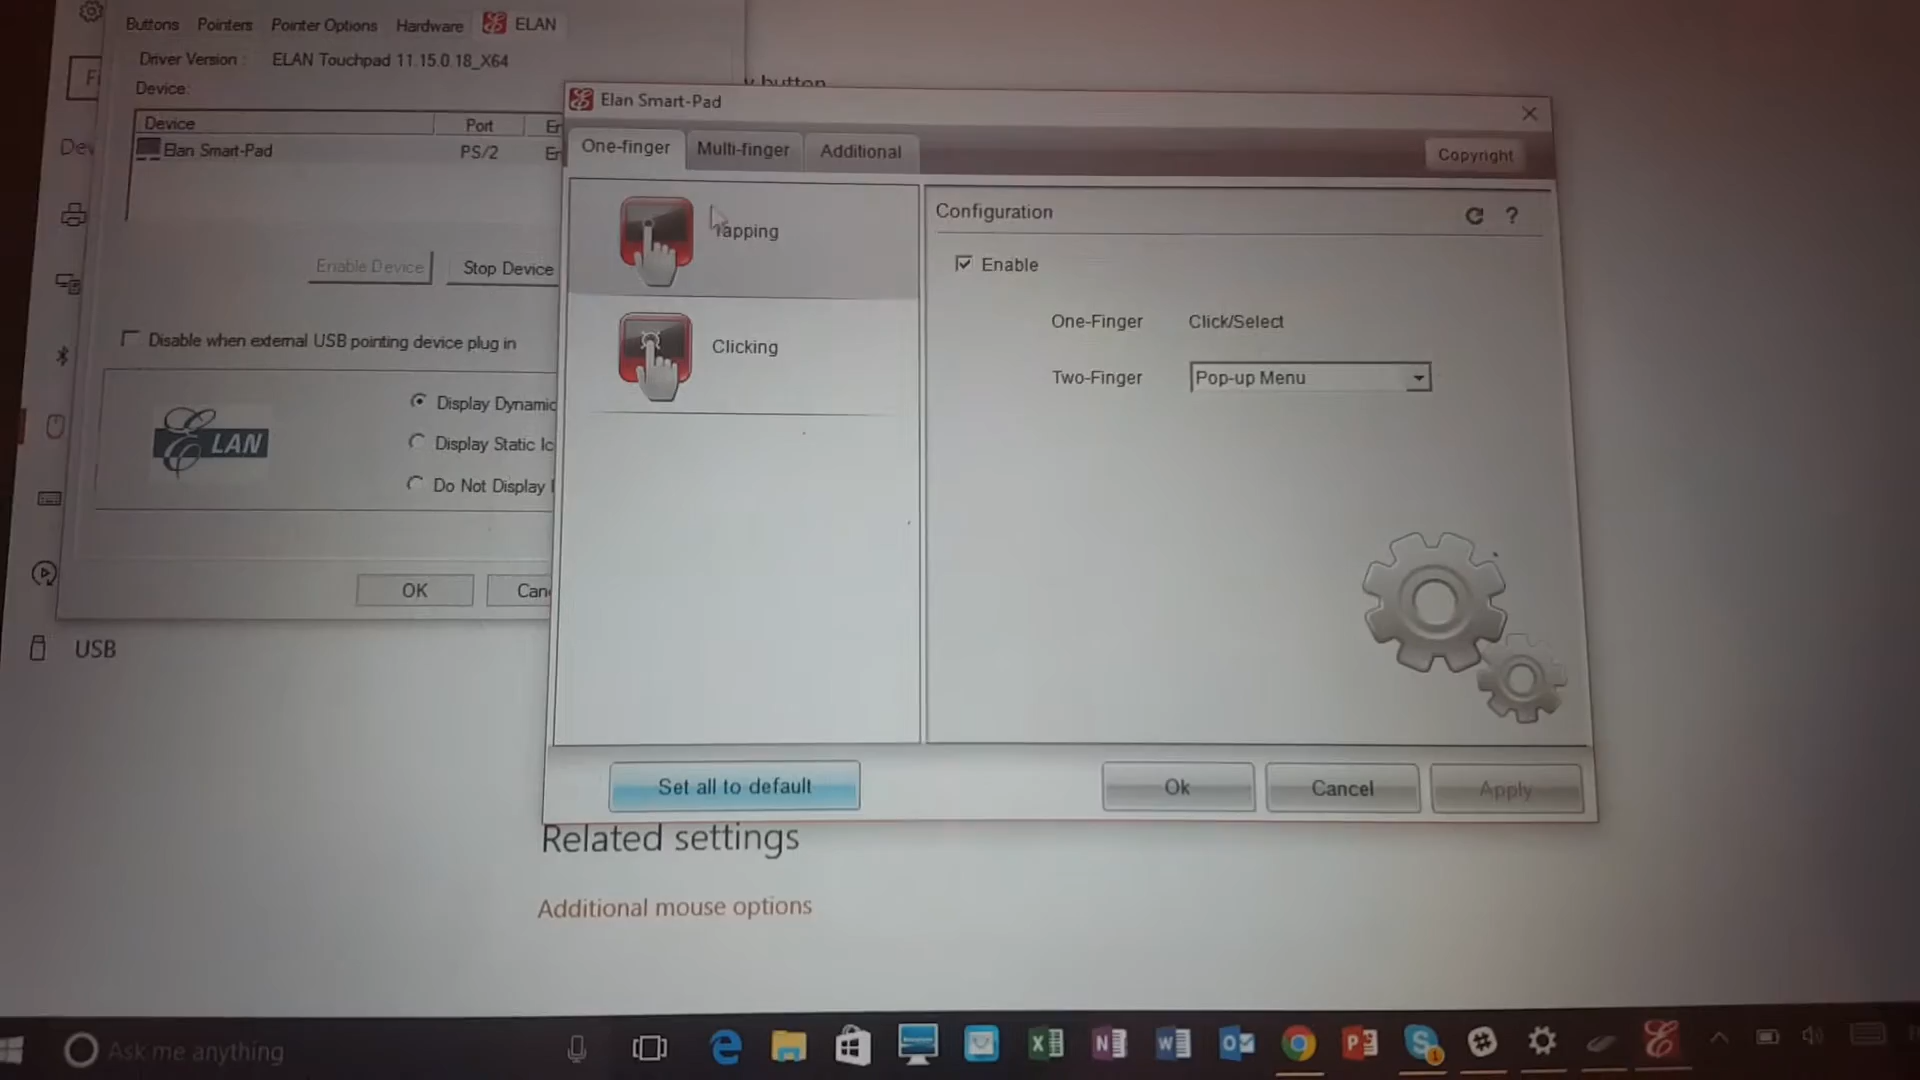 Buttons Pointers Pointer Options Hardware ELAN
Driver Version : ELAN Touchpad 11.15.0.18_X64
Device:
Device Port
Elan Smart-Pad PS/2
Enable Device Stop Device
Disable when external USB pointing device plug in
ELAN
Display Dynamic
Display Static Ic
Do Not Display
OK
USB
button
Elan Smart-Pad
One-finger Multi-finger Additional
Copyright
Tapping
Clicking
Configuration
?
Enable
One-Finger Click/Select
Two-Finger Pop-up Menu
Set all to default
Ok Cancel Apply
Related settings
Additional mouse options
Ask me anything